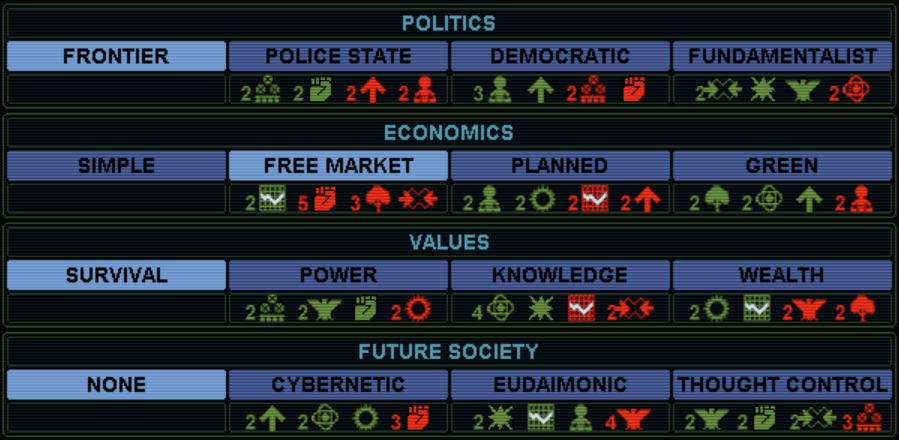 POLITICS
FRONTIER POLICE STATE DEMOCRATIC FUNDAMENTALIST
2 2 2 2 3 2 2 2
ECONOMICS
SIMPLE FREE MARKET PLANNED GREEN
2 5 3 2 2 2 2 2 2 2
VALUES
SURVIVAL POWER KNOWLEDGE WEALTH
2 2 2 4 2 2 2 2
FUTURE SOCIETY
NONE CYBERNETIC EUDAIMONIC THOUGHT CONTROL
2 2 3 2 4 2 2 2 3